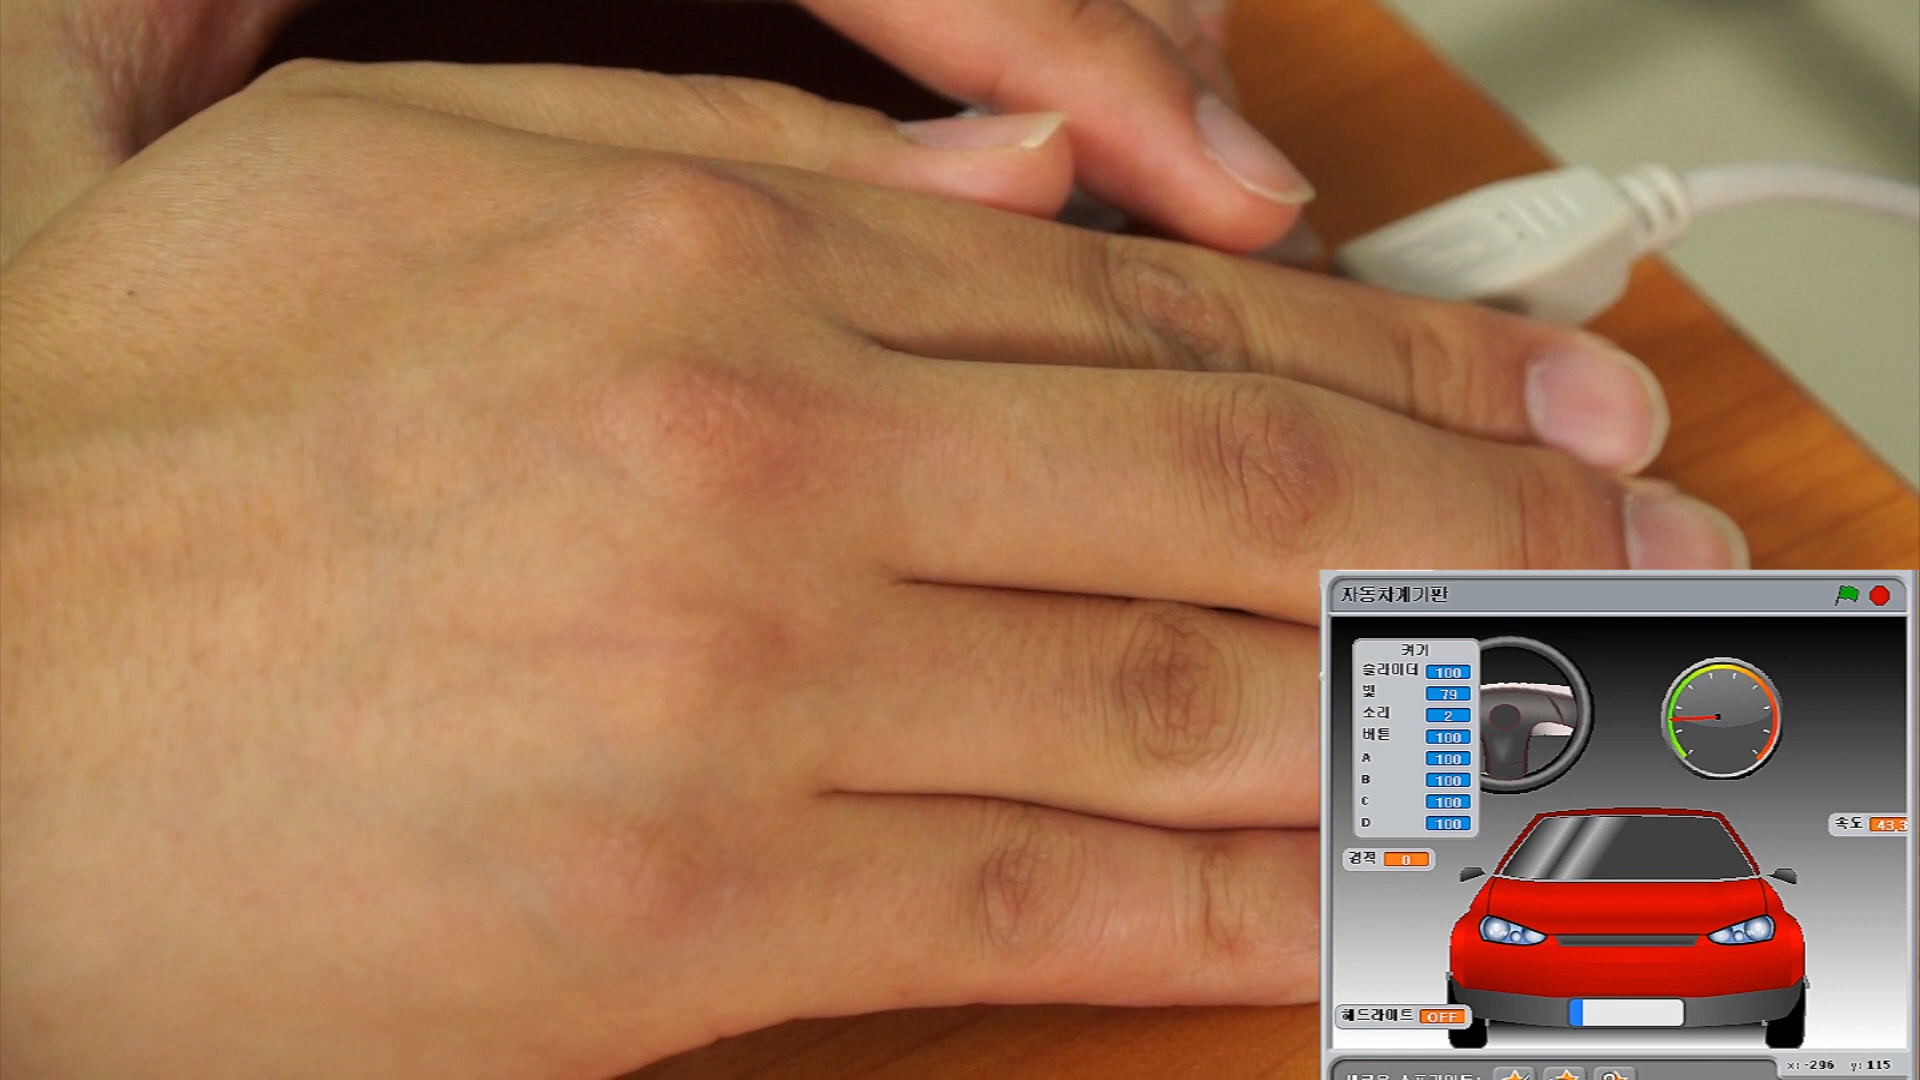 자동차계기판
켜기
슬라이더 100
빛 79
소리 2
버튼 100
A 100
B 100
C 100
D 100
속도 43.3
경적 0
헤드라이트 OFF
x: -296 y: 115